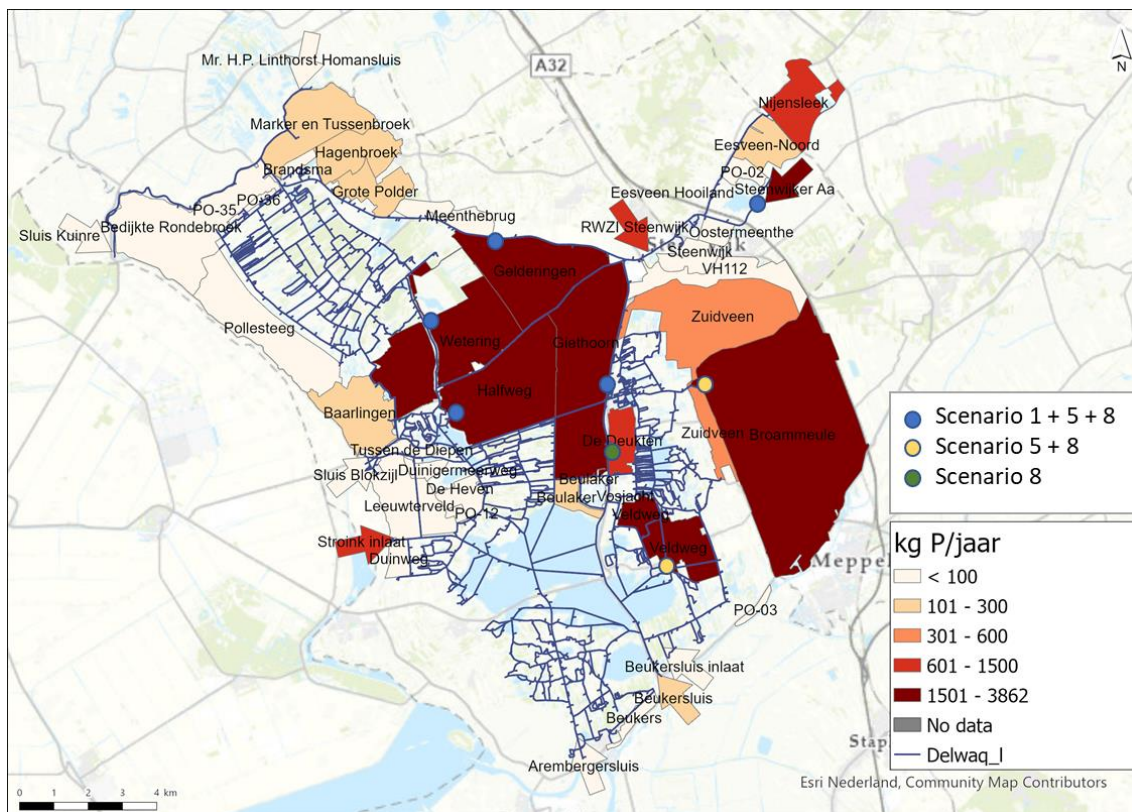 Mr. H.P. Linthorst Homansluis
A32
N
Nijensleek
Marker en Tussenbroek
Eesveen-Noord
Hagenbroek
Brandsma
PO-02
Grote Polder
Eesveen Hooiland
Steenwijker Aa
PO-36
PO-35
Meenthebrug
Bedijkte Rondebroek
RWZI Steenwijk
Oostermeenthe
Sluis Kuinre
Steenwijk
VH112
Gelderingen
Zuidveen
Pollesteeg
Wetering
Giethoorn
Halfweg
Baarlingen
Zuidveen
Broammeule
De Deukten
Tussen de Diepen
Sluis Blokzijl
Duinigermeerweg
Beulaker
De Heven
Beulaker
Vosjacht
Leeuwterveld
PO-12
Veldweg
Stroink inlaat
Veldweg
Duinweg
Meppel
PO-03
Beukersluis inlaat
Beukersluis
Beukers
Arembergersluis
Stap
Scenario 1 + 5 + 8
Scenario 5 + 8
Scenario 8
kg P/jaar
< 100
101 - 300
301 - 600
601 - 1500
1501 - 3862
No data
Delwaq_l
Esri Nederland, Community Map Contributors
0 1 2 3 4 km